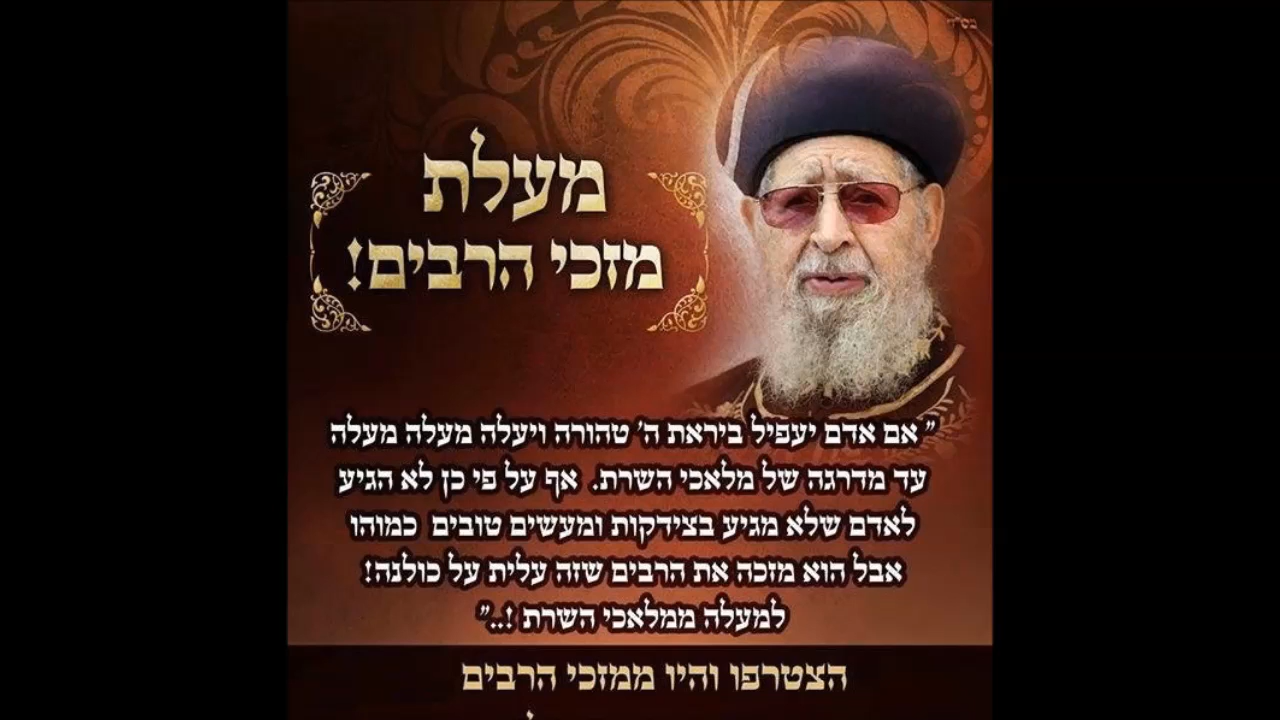 בס"ד
מעלת
מזכי הרבים!
"אם אדם יעפיל ביראת ה' טהורה ויעלה מעלה מעלה
עד מדרגה של מלאכי השרת. אף על פי כן לא הגיע
לאדם שלא מגיע בצידקות ומעשים טובים כמוהו
אבל הוא מזכה את הרבים שזה עלית על כולנה!
למעלה ממלאכי השרת !.."
הצטרפו והיו ממזכי הרבים